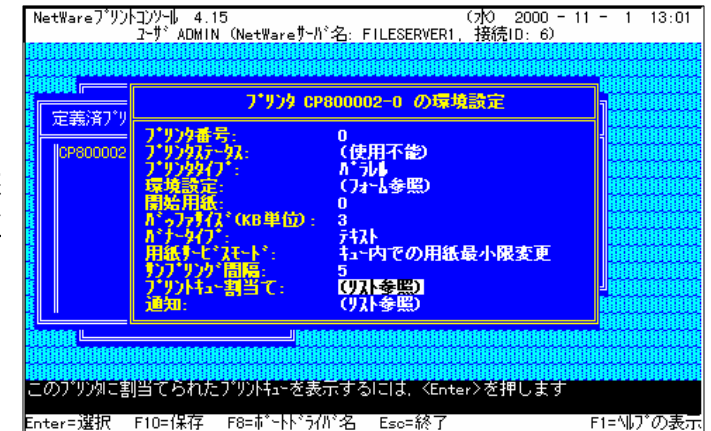 NetWareﾌﾟﾘﾝﾄｺﾝｿｰﾙ 4.15 (水) 2000 - 11 - 1 13:01
ﾕｰｻﾞ ADMIN (NetWareｻｰﾊﾞ名: FILESERVER1, 接続ID: 6)
ﾌﾟﾘﾝﾀ CP800002-0 の環境設定
定義済ﾌﾟﾘ
CP800002
ﾌﾟﾘﾝﾀ番号: 0
ﾌﾟﾘﾝﾀｽﾃｰﾀｽ: (使用不能)
ﾌﾟﾘﾝﾀﾀｲﾌﾟ: ﾊﾟﾗﾚﾙ
環境設定: (ﾌｫｰﾑ参照)
開始用紙: 0
ﾊﾞｯﾌｧｻｲｽﾞ(KB単位): 3
ﾊﾞﾅｰﾀｲﾌﾟ: ﾃｷｽﾄ
用紙ｻｰﾋﾞｽﾓｰﾄﾞ: ｷｭｰ内での用紙最小限変更
ｻﾝﾌﾟﾘﾝｸﾞ間隔: 5
ﾌﾟﾘﾝﾄｷｭｰ割当て: (ﾘｽﾄ参照)
通知: (ﾘｽﾄ参照)
このﾌﾟﾘﾝﾀに割当てられたﾌﾟﾘﾝﾄｷｭｰを表示するには, <Enter>を押します
Enter=選択 F10=保存 F8=ﾎﾟｰﾄﾄﾞﾗｲﾊﾞ名 Esc=終了 F1=ﾍﾙﾌﾟの表示